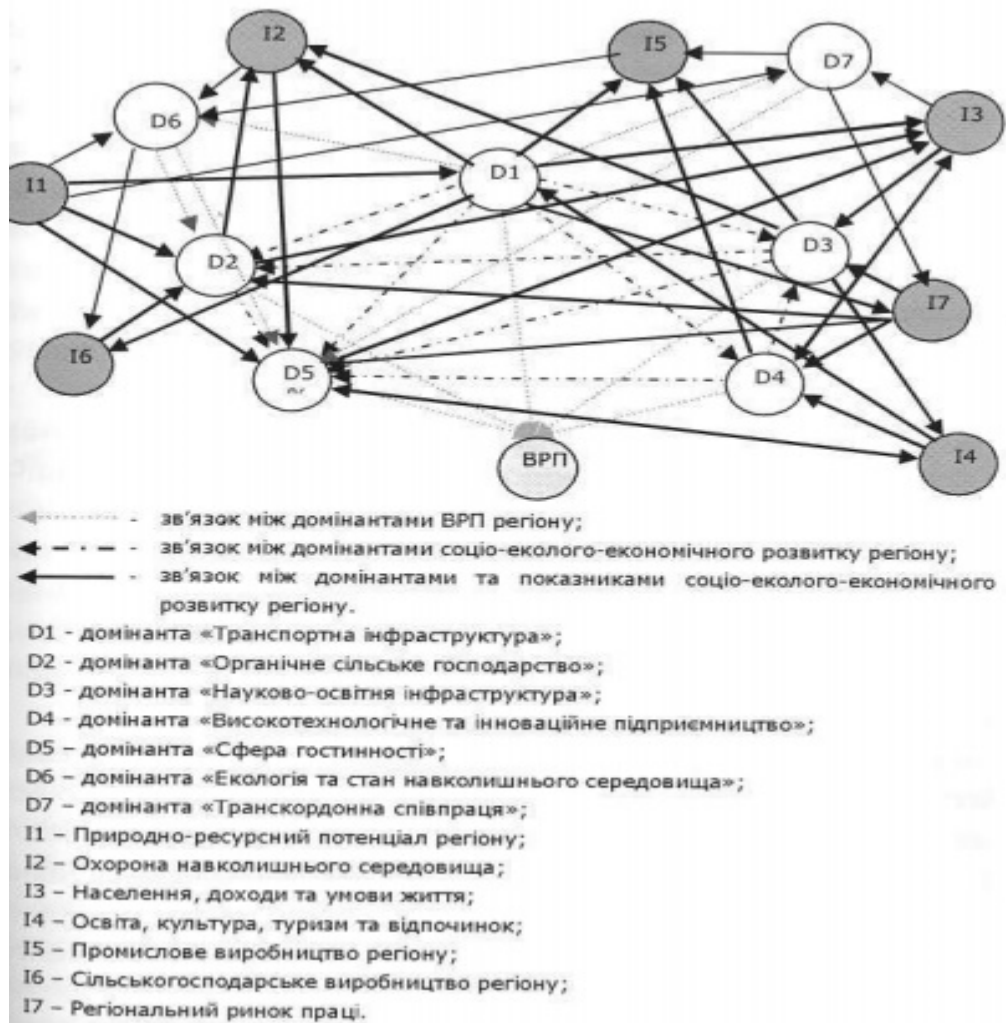 I2
I5
D7
I3
D6
D1
I1
D2
D3
I7
I6
D5
D4
ВРП
I4
- зв'язок між домінантами ВРП регіону;
- зв'язок між домінантами соціо-еколого-економічного розвитку регіону;
- зв'язок між домінантами та показниками соціо-еколого-економічного
розвитку регіону.
D1 - домінанта «Транспортна інфраструктура»;
D2 - домінанта «Органічне сільське господарство»;
D3 - домінанта «Науково-освітня інфраструктура»;
D4 - домінанта «Високотехнологічне та інноваційне підприємництво»;
D5 – домінанта «Сфера гостинності»;
D6 – домінанта «Екологія та стан навколишнього середовища»;
D7 – домінанта «Транскордонна співпраця»;
I1 – Природно-ресурсний потенціал регіону;
I2 – Охорона навколишнього середовища;
I3 – Населення, доходи та умови життя;
I4 – Освіта, культура, туризм та відпочинок;
I5 – Промислове виробництво регіону;
I6 – Сільськогосподарське виробництво регіону;
I7 – Регіональний ринок праці.